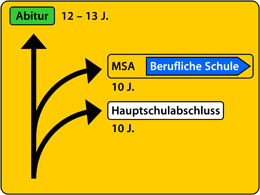 Abitur 12 – 13 J.
MSA Berufliche Schule
10 J.
Hauptschulabschluss
10 J.